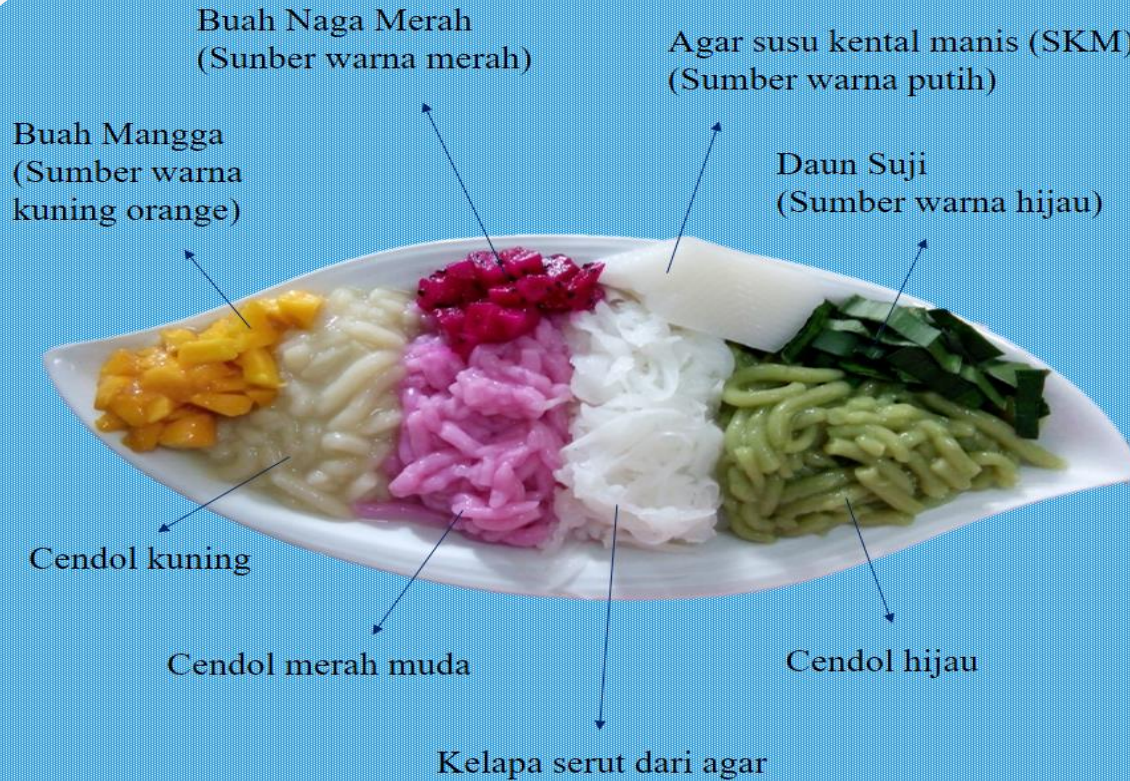 Buah Naga Merah
(Sunber warna merah)
Agar susu kental manis (SKM)
(Sumber warna putih)
Buah Mangga
(Sumber warna
kuning orange)
Daun Suji
(Sumber warna hijau)
Cendol kuning
Cendol merah muda
Cendol hijau
Kelapa serut dari agar